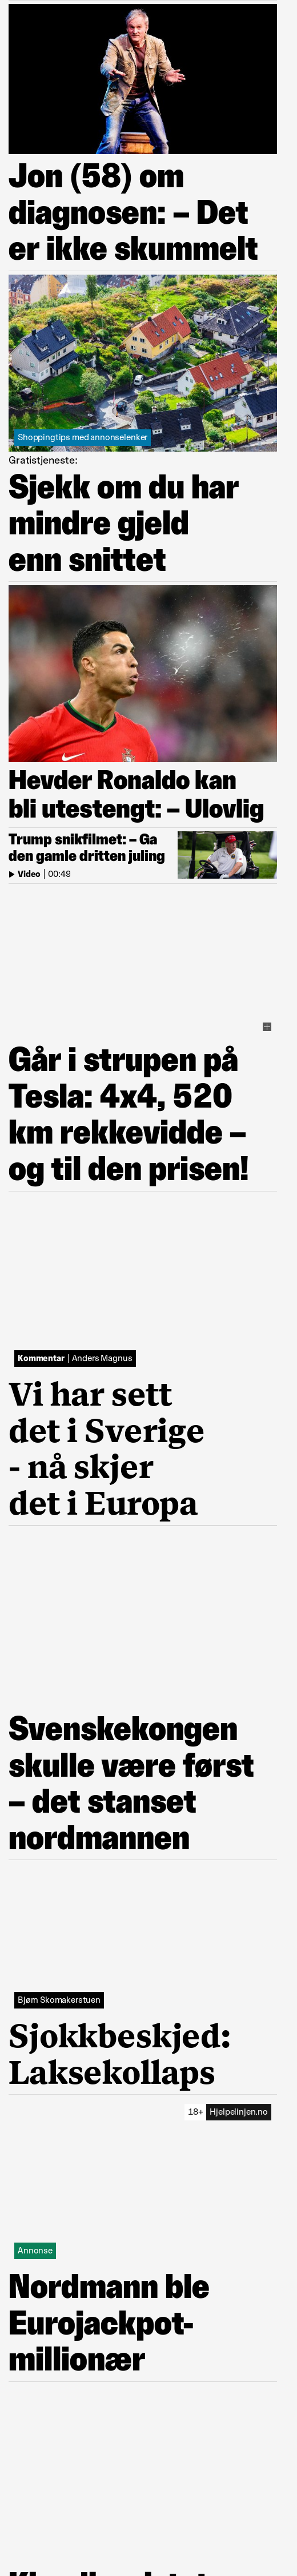 Jon (58) om
diagnosen: – Det
er ikke skummelt
Shoppingtips med annonselenker
Gratistjeneste:
Sjekk om du har
mindre gjeld
enn snittet
Hevder Ronaldo kan
bli utestengt: – Ulovlig
Trump snikfilmet: – Ga
den gamle dritten juling
Video | 00:49
Går i strupen på
Tesla: 4x4, 520
km rekkevidde –
og til den prisen!
Kommentar | Anders Magnus
Vi har sett
det i Sverige
- nå skjer
det i Europa
Svenskekongen
skulle være først
– det stanset
nordmannen
Bjørn Skomakerstuen
Sjokkbeskjed:
Laksekollaps
18+ Hjelpelinjen.no
Annonse
Nordmann ble
Eurojackpot-
millionær